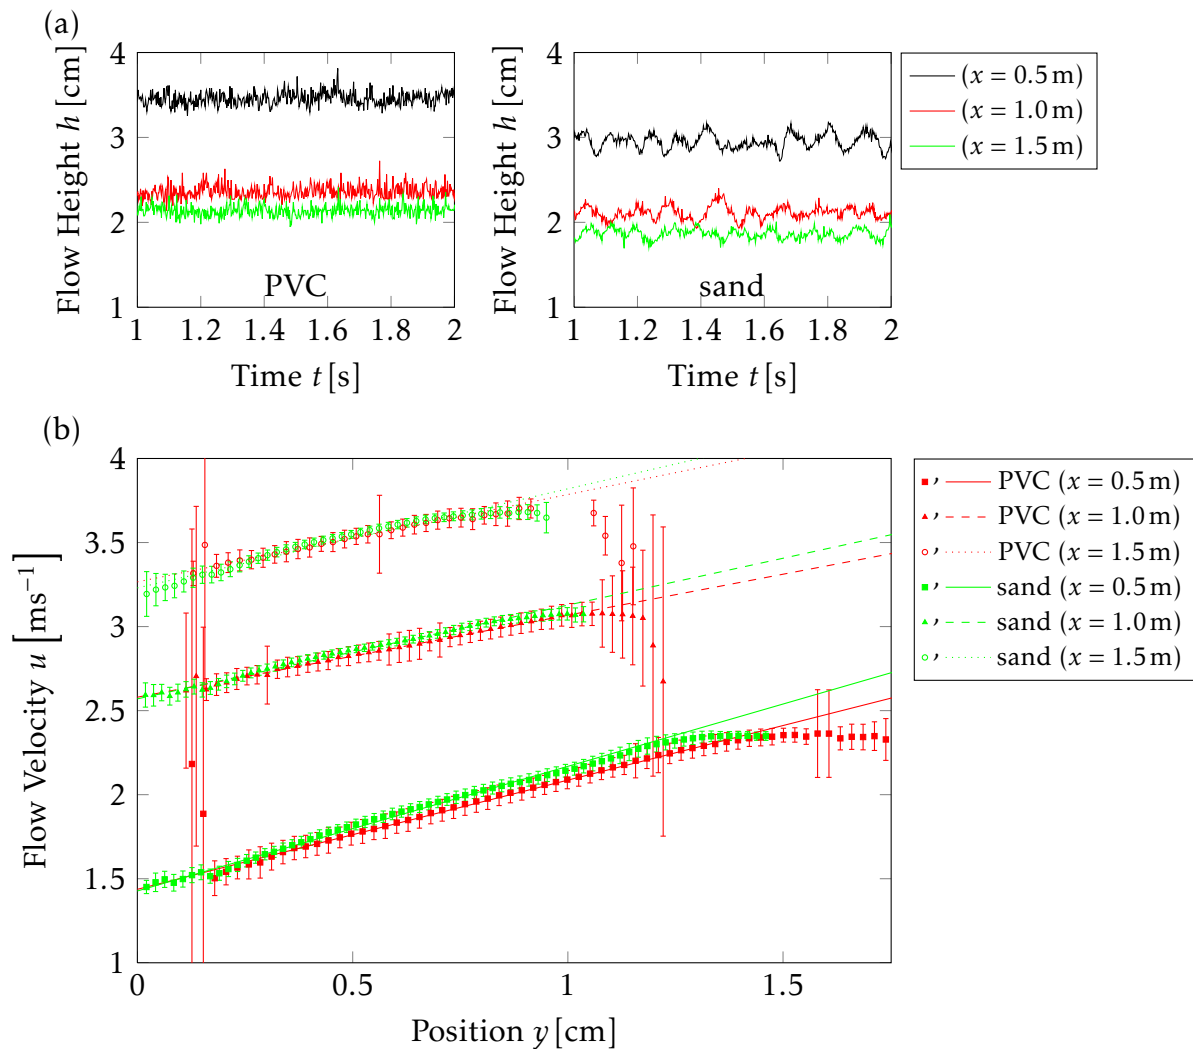 (a)
4
3
2
1
Flow Height h [cm]
PVC
1 1.2 1.4 1.6 1.8 2
Time t [s]
4
3
2
1
Flow Height h [cm]
sand
1 1.2 1.4 1.6 1.8 2
Time t [s]
(x = 0.5 m)
(x = 1.0 m)
(x = 1.5 m)
(b)
4
3.5
3
2.5
2
1.5
1
Flow Velocity u [ms⁻¹]
0 0.5 1 1.5
Position y [cm]
, PVC (x = 0.5 m)
, PVC (x = 1.0 m)
, PVC (x = 1.5 m)
, sand (x = 0.5 m)
, sand (x = 1.0 m)
, sand (x = 1.5 m)